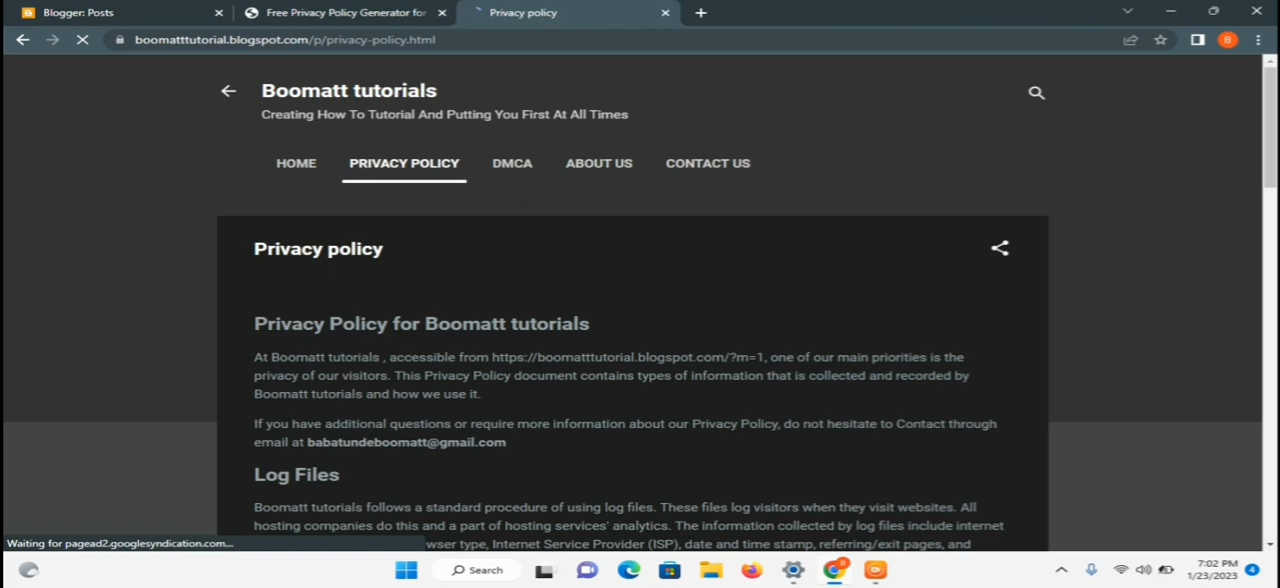 Blogger: Posts
Free Privacy Policy Generator for
Privacy policy
boomatttutorial.blogspot.com/p/privacy-policy.html
B
Boomatt tutorials
Creating How To Tutorial And Putting You First At All Times
HOME
PRIVACY POLICY
DMCA
ABOUT US
CONTACT US
Privacy policy
Privacy Policy for Boomatt tutorials
At Boomatt tutorials , accessible from https://boomatttutorial.blogspot.com/?m=1, one of our main priorities is the
privacy of our visitors. This Privacy Policy document contains types of information that is collected and recorded by
Boomatt tutorials and how we use it.
If you have additional questions or require more information about our Privacy Policy, do not hesitate to Contact through
email at babatundeboomatt@gmail.com
Log Files
Boomatt tutorials follows a standard procedure of using log files. These files log visitors when they visit websites. All
hosting companies do this and a part of hosting services' analytics. The information collected by log files include internet
wser type, Internet Service Provider (ISP), date and time stamp, referring/exit pages, and
Waiting for pagead2.googlesyndication.com...
Search
7:02 PM
1/23/2023
4